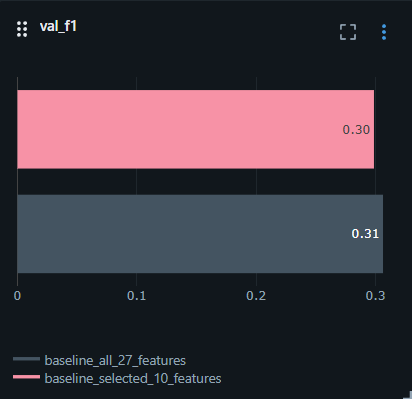 val_f1
0.30
0.31
0 0.1 0.2 0.3
baseline_all_27_features
baseline_selected_10_features